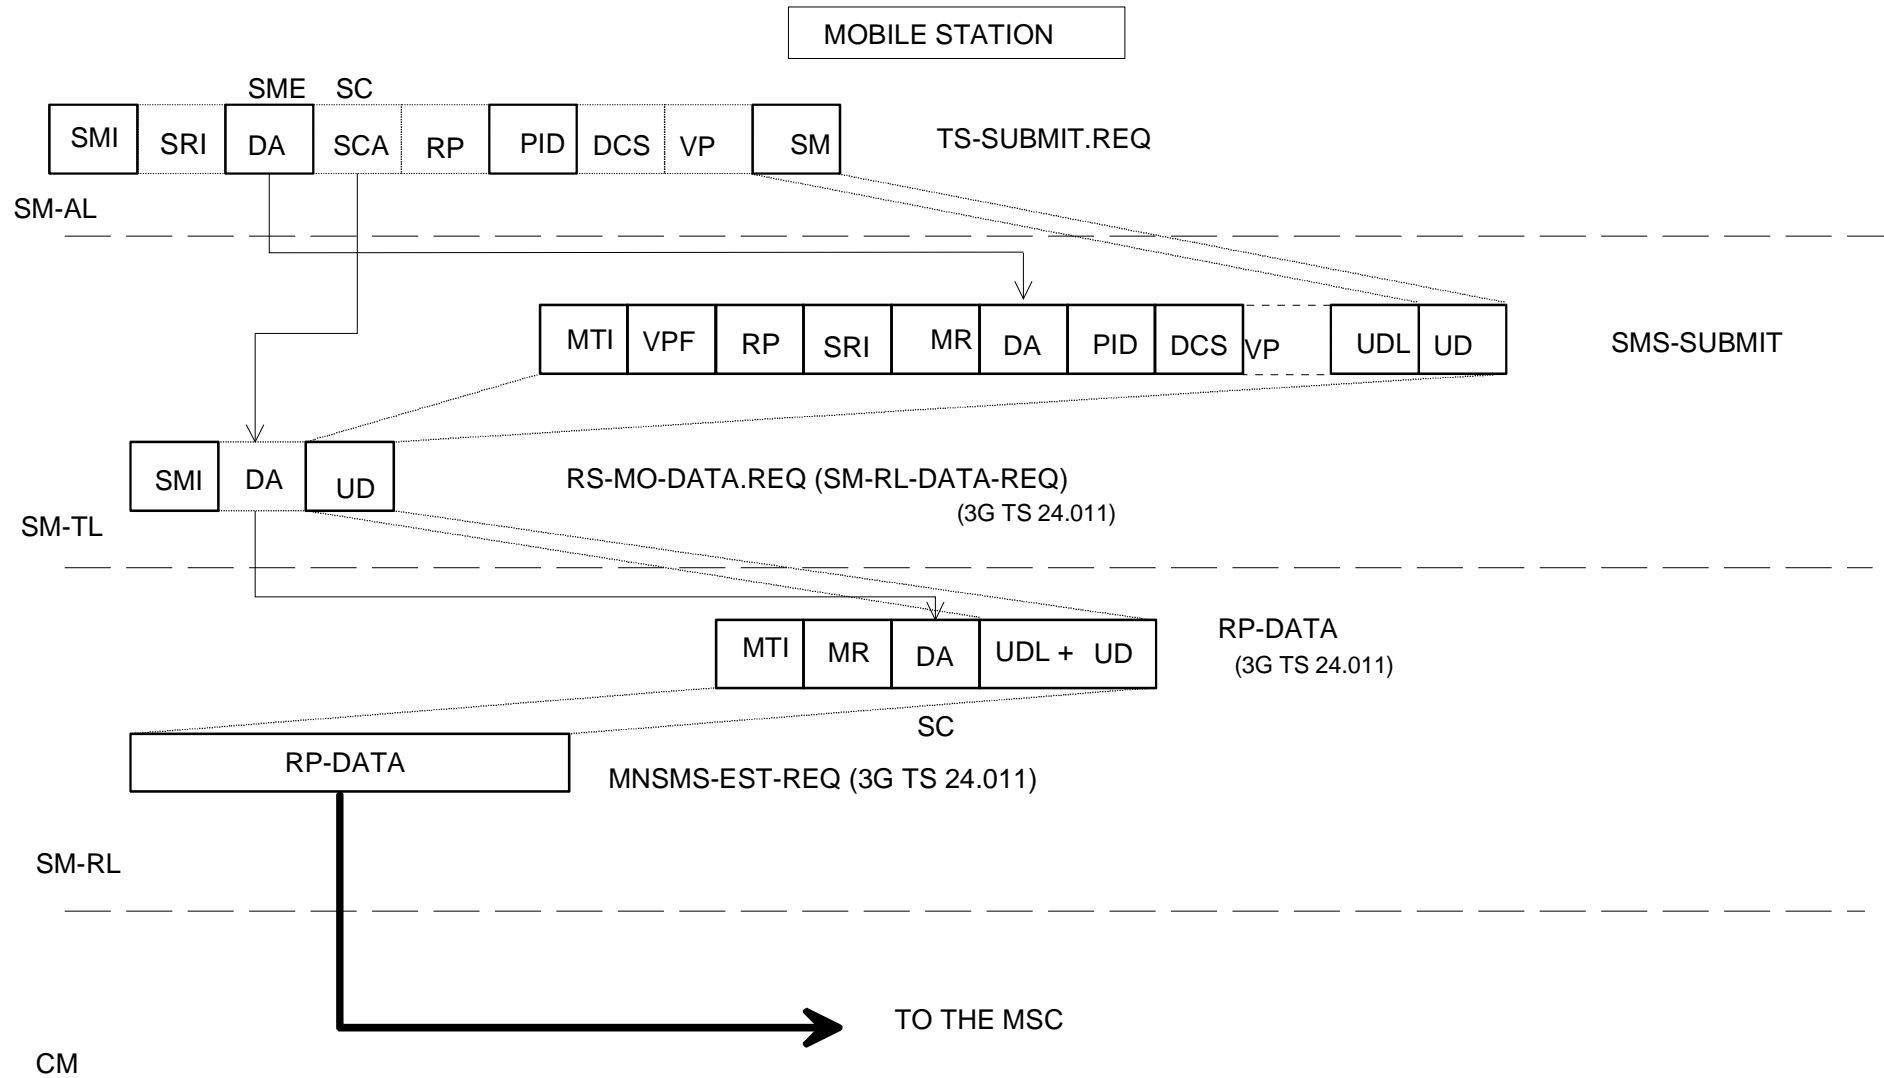 MOBILE STATION
SME SC
SMI SRI DA SCA RP PID DCS VP SM TS-SUBMIT.REQ
SM-AL
MTI VPF RP SRI MR DA PID DCS VP UDL UD SMS-SUBMIT
SMI DA UD RS-MO-DATA.REQ (SM-RL-DATA-REQ)
(3G TS 24.011)
SM-TL
MTI MR DA UDL + UD RP-DATA
(3G TS 24.011)
SC
RP-DATA MNSMS-EST-REQ (3G TS 24.011)
SM-RL
TO THE MSC
CM